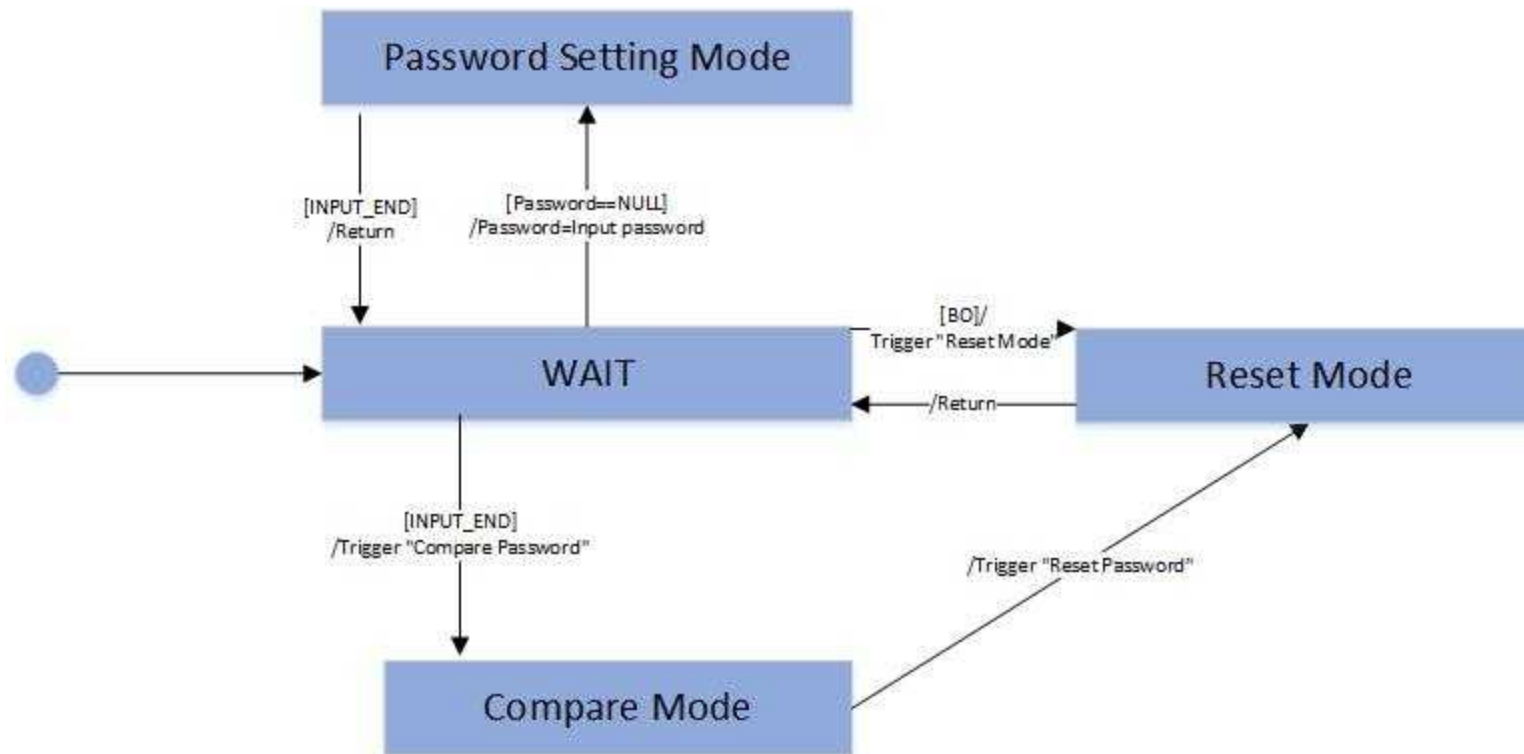 Password Setting Mode
[INPUT_END]
/Return
[Password==NULL]
/Password=Input password
[BO]/
Trigger "Reset Mode"
WAIT
Reset Mode
/Return
[INPUT_END]
/Trigger "Compare Password"
/Trigger "Reset Password"
Compare Mode